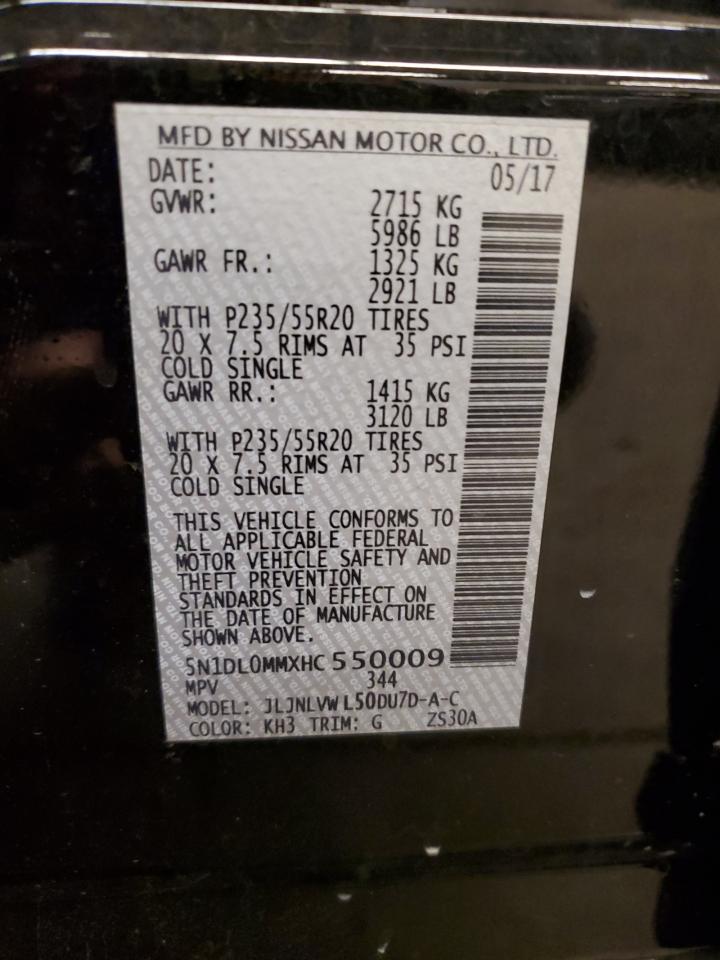 MFD BY NISSAN MOTOR CO., LTD.
DATE: 05/17
GVWR: 2715 KG
5986 LB
GAWR FR.: 1325 KG
2921 LB
WITH P235/55R20 TIRES
20 X 7.5 RIMS AT 35 PSI
COLD SINGLE
GAWR RR.: 1415 KG
3120 LB
WITH P235/55R20 TIRES
20 X 7.5 RIMS AT 35 PSI
COLD SINGLE
THIS VEHICLE CONFORMS TO
ALL APPLICABLE FEDERAL
MOTOR VEHICLE SAFETY AND
THEFT PREVENTION
STANDARDS IN EFFECT ON
THE DATE OF MANUFACTURE
SHOWN ABOVE.
5N1DL0MMXHC 550009
MPV 344
MODEL: JLJNLVW L50DU7D-A-C
COLOR: KH3 TRIM: G ZS30A